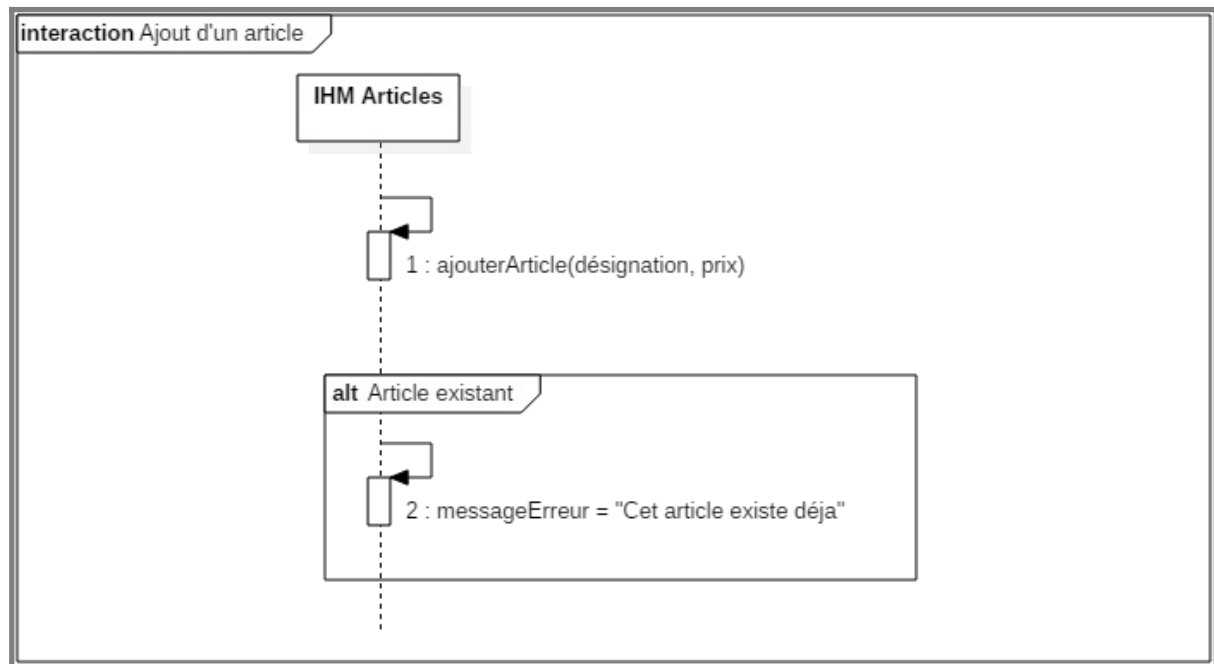 interaction Ajout d'un article
IHM Articles
1 : ajouterArticle(désignation, prix)
alt Article existant
2 : messageErreur = "Cet article existe déja"